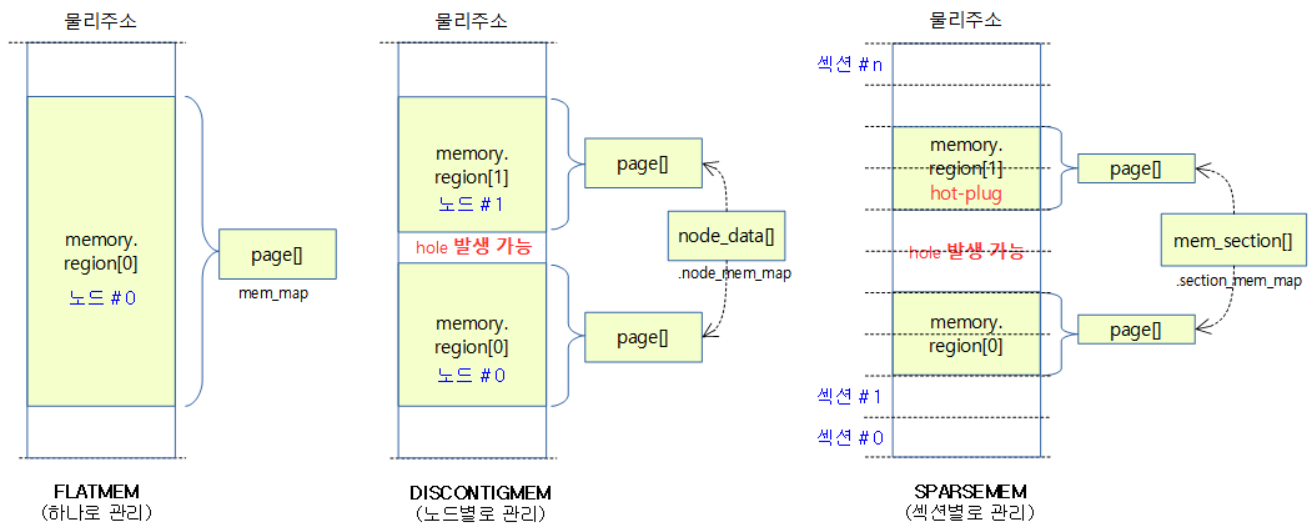 물리주소
memory.
region[0]
노드 #0
page[]
mem_map
FLATMEM
(하나로 관리)
물리주소
memory.
region[1]
노드 #1
hole 발생 가능
memory.
region[0]
노드 #0
page[]
node_data[]
.node_mem_map
page[]
DISCONTIGMEM
(노드별로 관리)
물리주소
섹션 #n
memory.
region[1]
hot-plug
hole 발생 가능
memory.
region[0]
섹션 #1
섹션 #0
page[]
mem_section[]
.section_mem_map
page[]
SPARSEMEM
(섹션별로 관리)